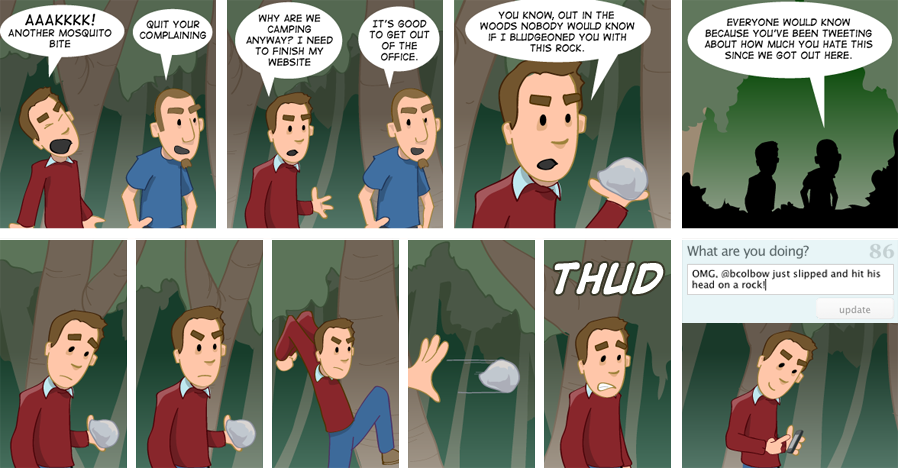 AAAKKKK!
ANOTHER MOSQUITO
BITE
QUIT YOUR
COMPLAINING
WHY ARE WE
CAMPING
ANYWAY? I NEED
TO FINISH MY
WEBSITE
IT'S GOOD
TO GET OUT
OF THE
OFFICE.
YOU KNOW, OUT IN THE
WOODS NOBODY WOULD KNOW
IF I BLUDGEONED YOU WITH
THIS ROCK.
EVERYONE WOULD KNOW
BECAUSE YOU'VE BEEN TWEETING
ABOUT HOW MUCH YOU HATE THIS
SINCE WE GOT OUT HERE.
THUD
What are you doing? 86
OMG, @bcolbow just slipped and hit his
head on a rock!
update